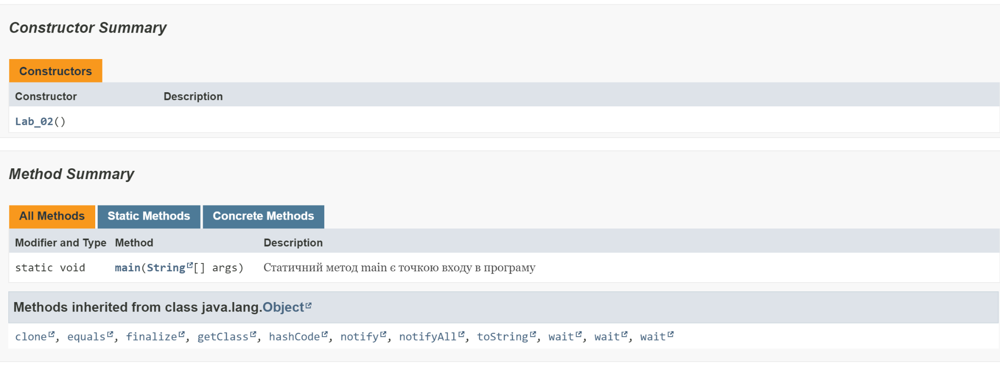 Constructor Summary
Constructors
Constructor Description
Lab_02()
Method Summary
All Methods Static Methods Concrete Methods
Modifier and Type Method Description
static void main(String[] args) Статичний метод main є точкою входу в програму
Methods inherited from class java.lang.Object
clone, equals, finalize, getClass, hashCode, notify, notifyAll, toString, wait, wait, wait